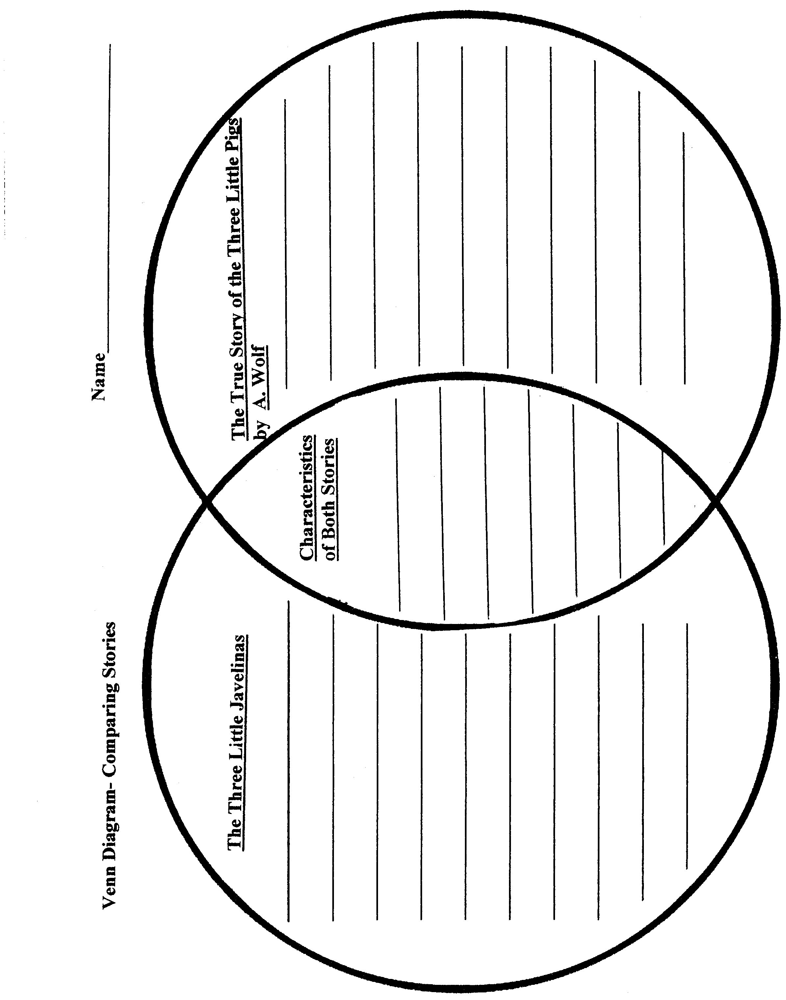 Venn Diagram- Comparing Stories
Name
The Three Little Javelinas
Characteristics
of Both Stories
The True Story of the Three Little Pigs
by A. Wolf